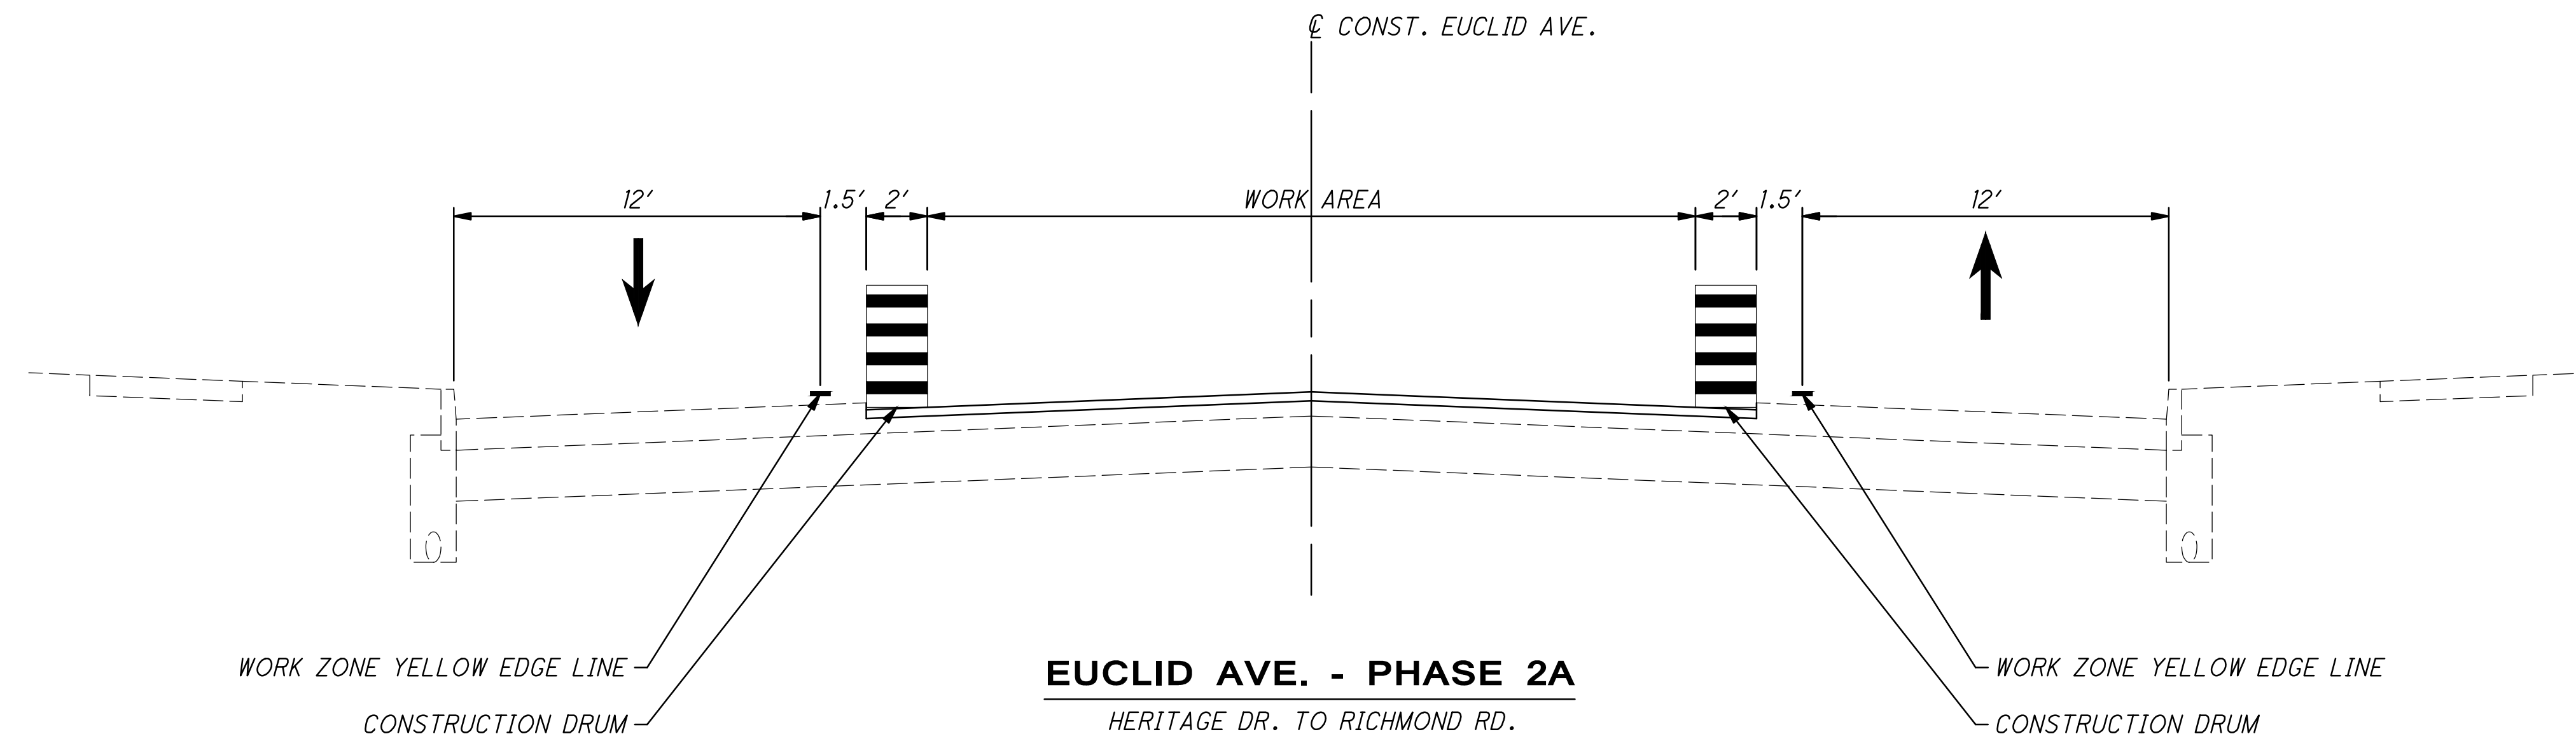 ℄ CONST. EUCLID AVE.
12' 1.5' 2' WORK AREA 2' 1.5' 12'
WORK ZONE YELLOW EDGE LINE
CONSTRUCTION DRUM
EUCLID AVE. - PHASE 2A
HERITAGE DR. TO RICHMOND RD.
WORK ZONE YELLOW EDGE LINE
CONSTRUCTION DRUM